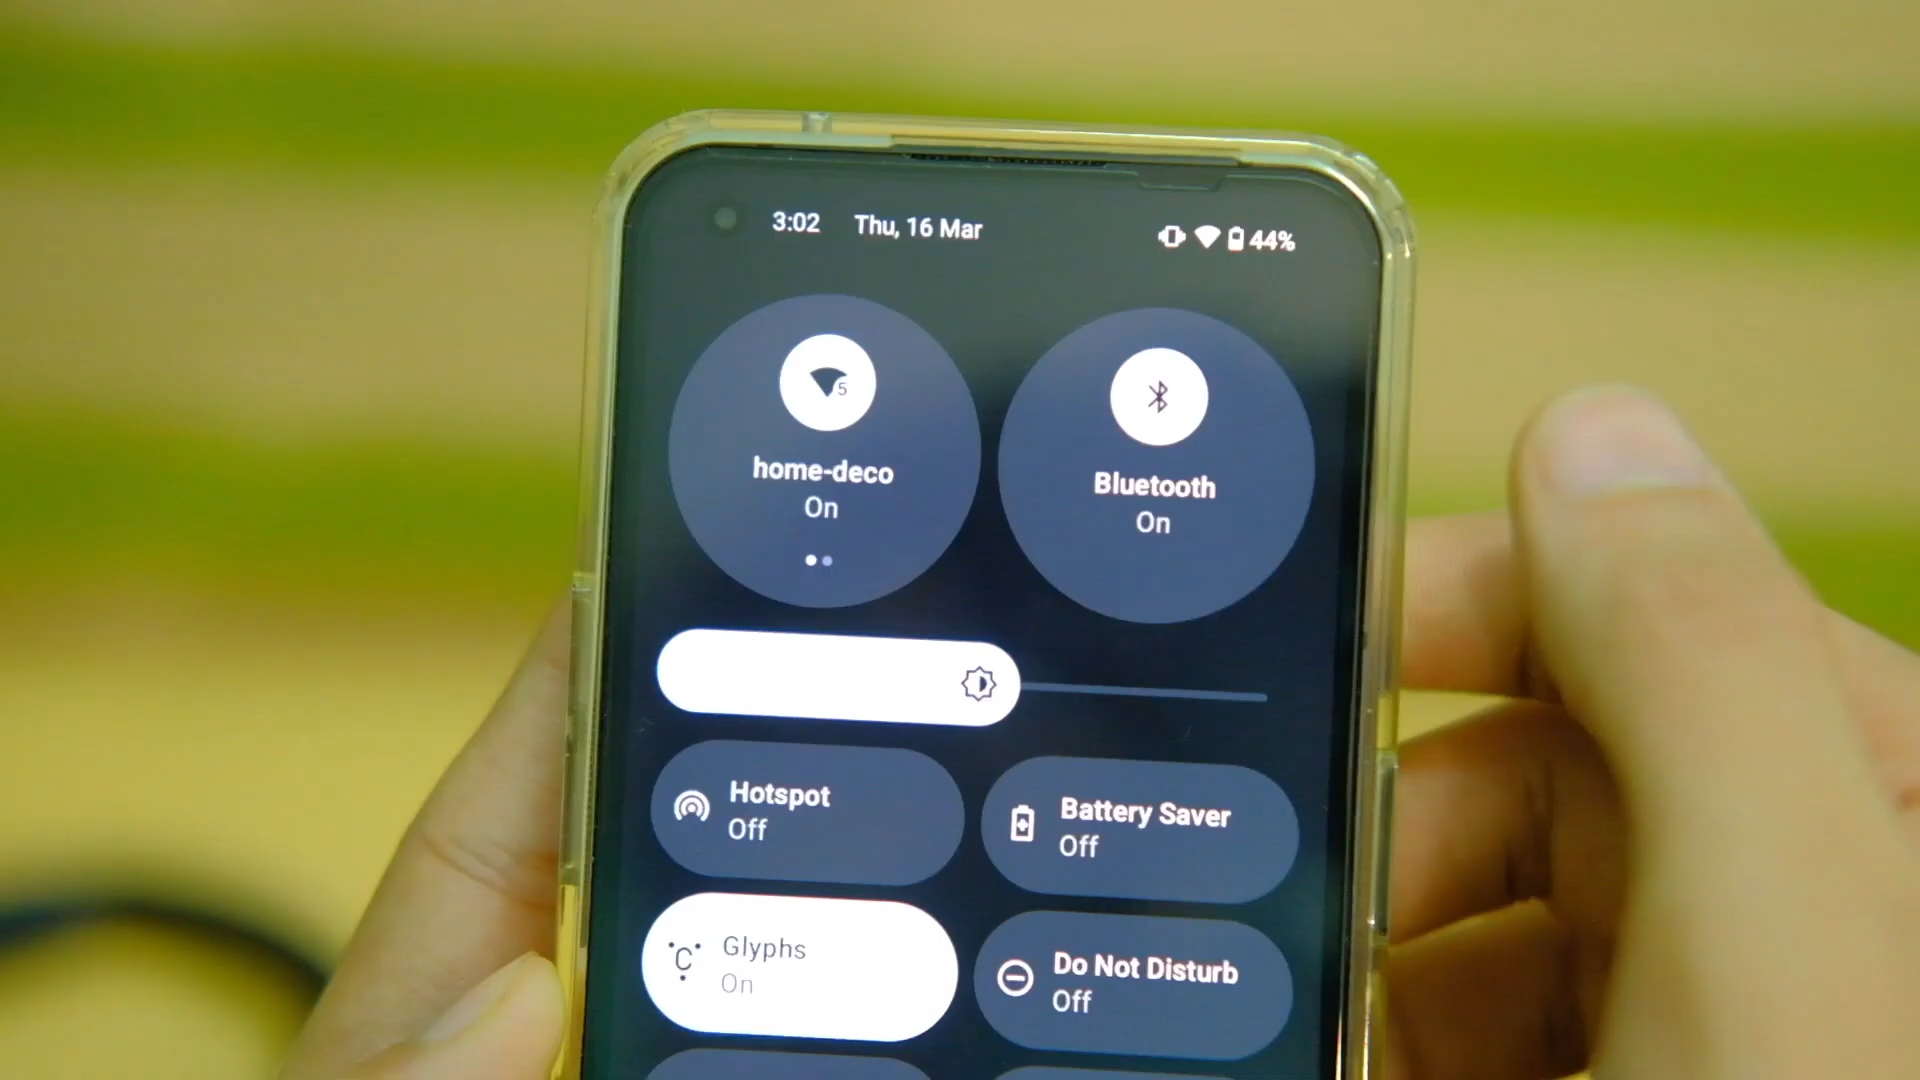 3:02 Thu, 16 Mar 44%
5
home-deco
On
Bluetooth
On
Hotspot
Off
Battery Saver
Off
Glyphs
On
Do Not Disturb
Off